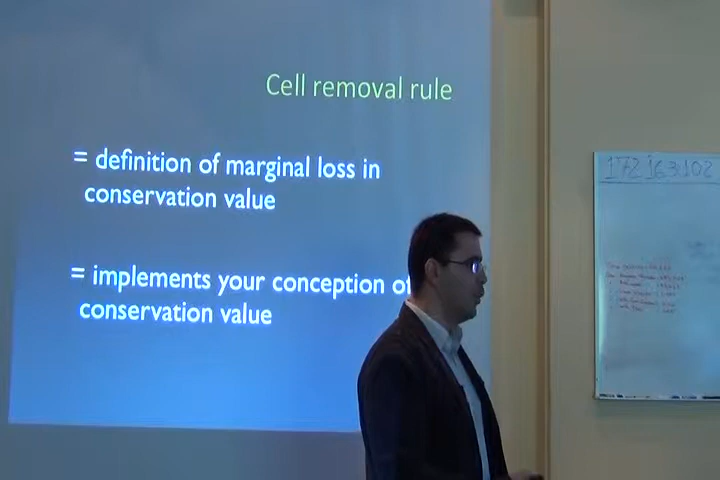 Cell removal rule
= definition of marginal loss in
conservation value
= implements your conception of
conservation value
172.163.102